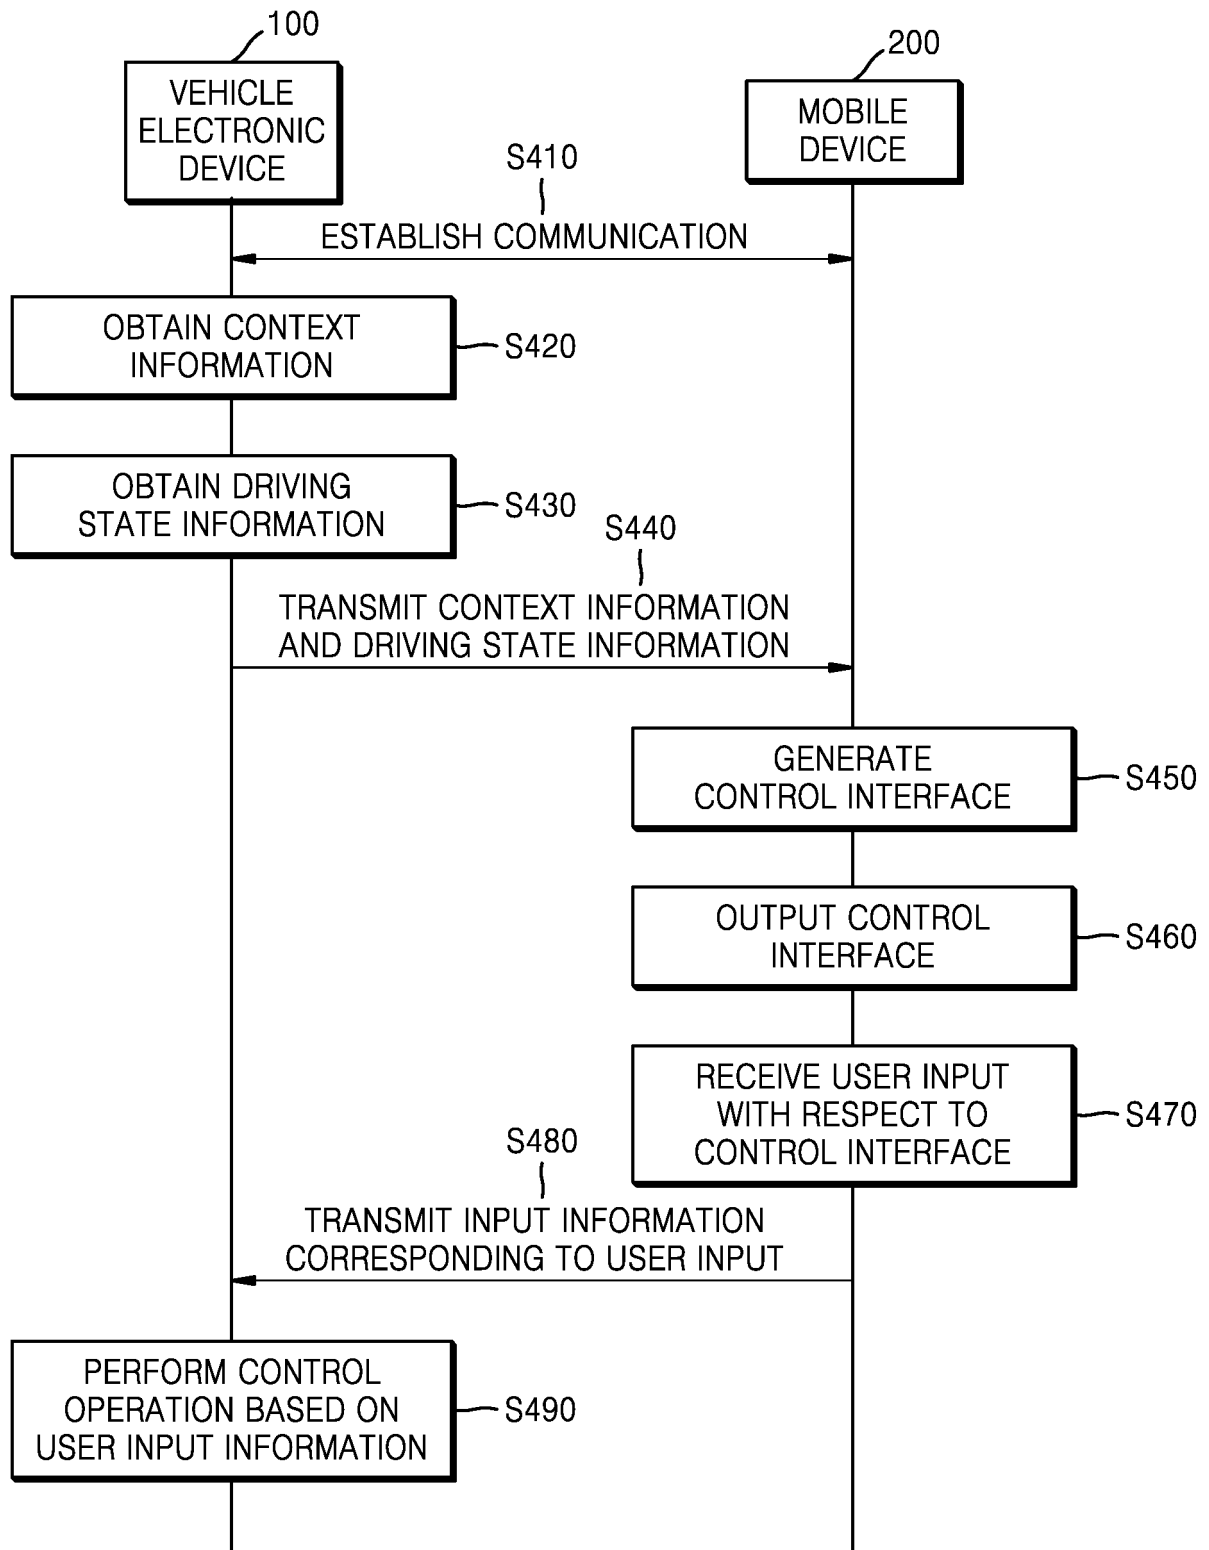 100
VEHICLE
ELECTRONIC
DEVICE
200
MOBILE
DEVICE
S410
ESTABLISH COMMUNICATION
OBTAIN CONTEXT
INFORMATION
S420
OBTAIN DRIVING
STATE INFORMATION
S430
S440
TRANSMIT CONTEXT INFORMATION
AND DRIVING STATE INFORMATION
GENERATE
CONTROL INTERFACE
S450
OUTPUT CONTROL
INTERFACE
S460
RECEIVE USER INPUT
WITH RESPECT TO
CONTROL INTERFACE
S470
S480
TRANSMIT INPUT INFORMATION
CORRESPONDING TO USER INPUT
PERFORM CONTROL
OPERATION BASED ON
USER INPUT INFORMATION
S490